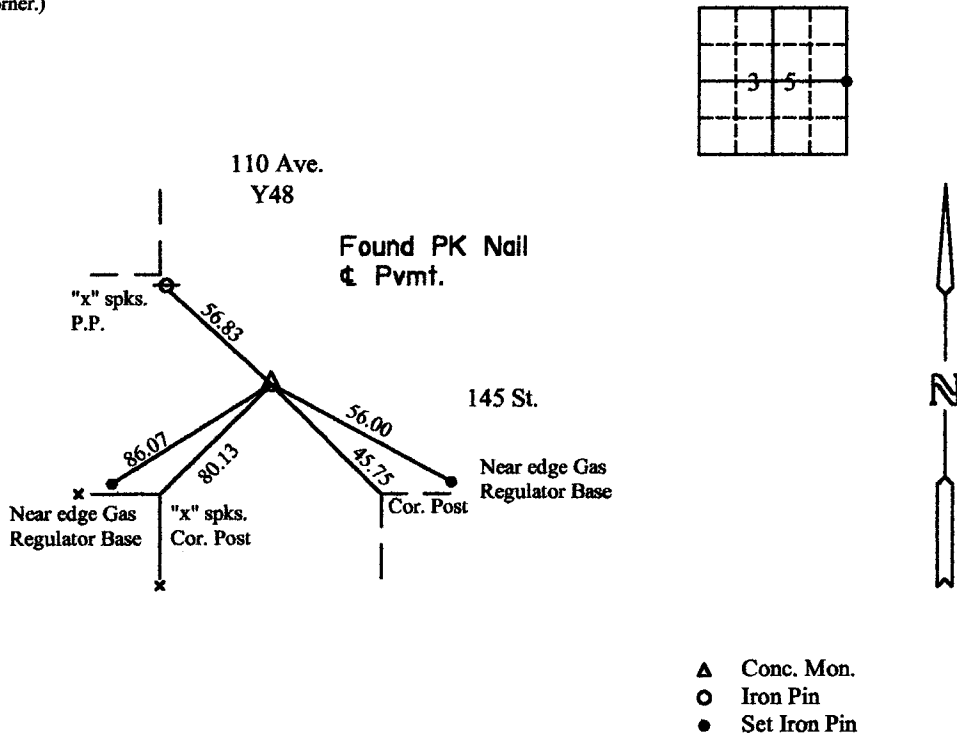 orner.)
3 5
110 Ave.
Y48
Found PK Nail
℄ Pvmt.
"x" spks.
P.P.
56.83
145 St.
56.00
86.07
80.13
45.75
Near edge Gas
Regulator Base
Cor. Post
Near edge Gas
Regulator Base
"x" spks.
Cor. Post
N
Conc. Mon.
Iron Pin
Set Iron Pin